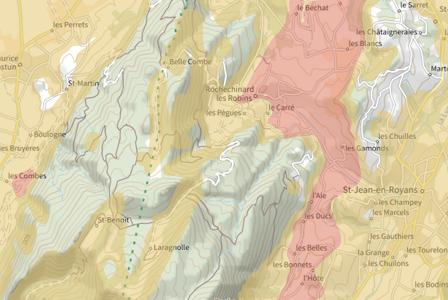 le Sarret
le Béchat
les Perrets
les Châtaigneraies
les Blancs
Belle Combe
St-Martin
Rochechinard
les Robins
le Carré
les Pègues
Boulogne
les Chuilles
les Bruyères
les Gamonds
les Combes
St-Jean-en-Royans
l'Ale
les Champey
les Marcels
les Ducs
St-Benoît
les Gauthiers
Laragnolle
les Belles
la Grange
les Tourelons
les Bonnets
les Chuilons
l'Hôte